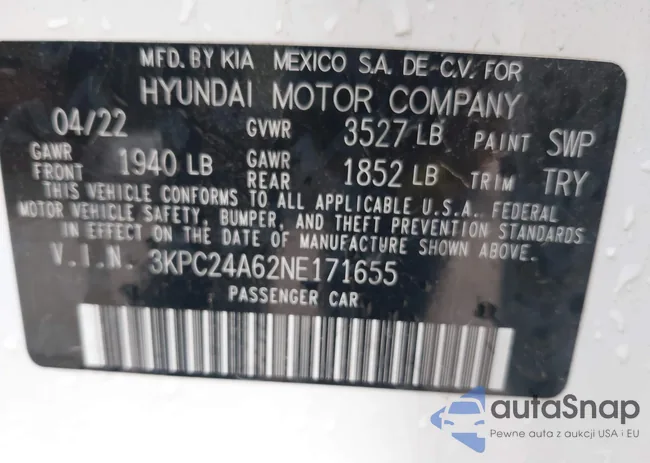 MFD. BY KIA MEXICO S.A. DE C.V. FOR
HYUNDAI MOTOR COMPANY
04/22 GVWR 3527 LB PAINT SWP
GAWR FRONT 1940 LB GAWR REAR 1852 LB TRIM TRY
THIS VEHICLE CONFORMS TO ALL APPLICABLE U.S.A. FEDERAL
MOTOR VEHICLE SAFETY, BUMPER, AND THEFT PREVENTION STANDARDS
IN EFFECT ON THE DATE OF MANUFACTURE SHOWN ABOVE.
V.I.N. 3KPC24A62NE171655
PASSENGER CAR
autaSnap
Pewne auta z aukcji USA i EU